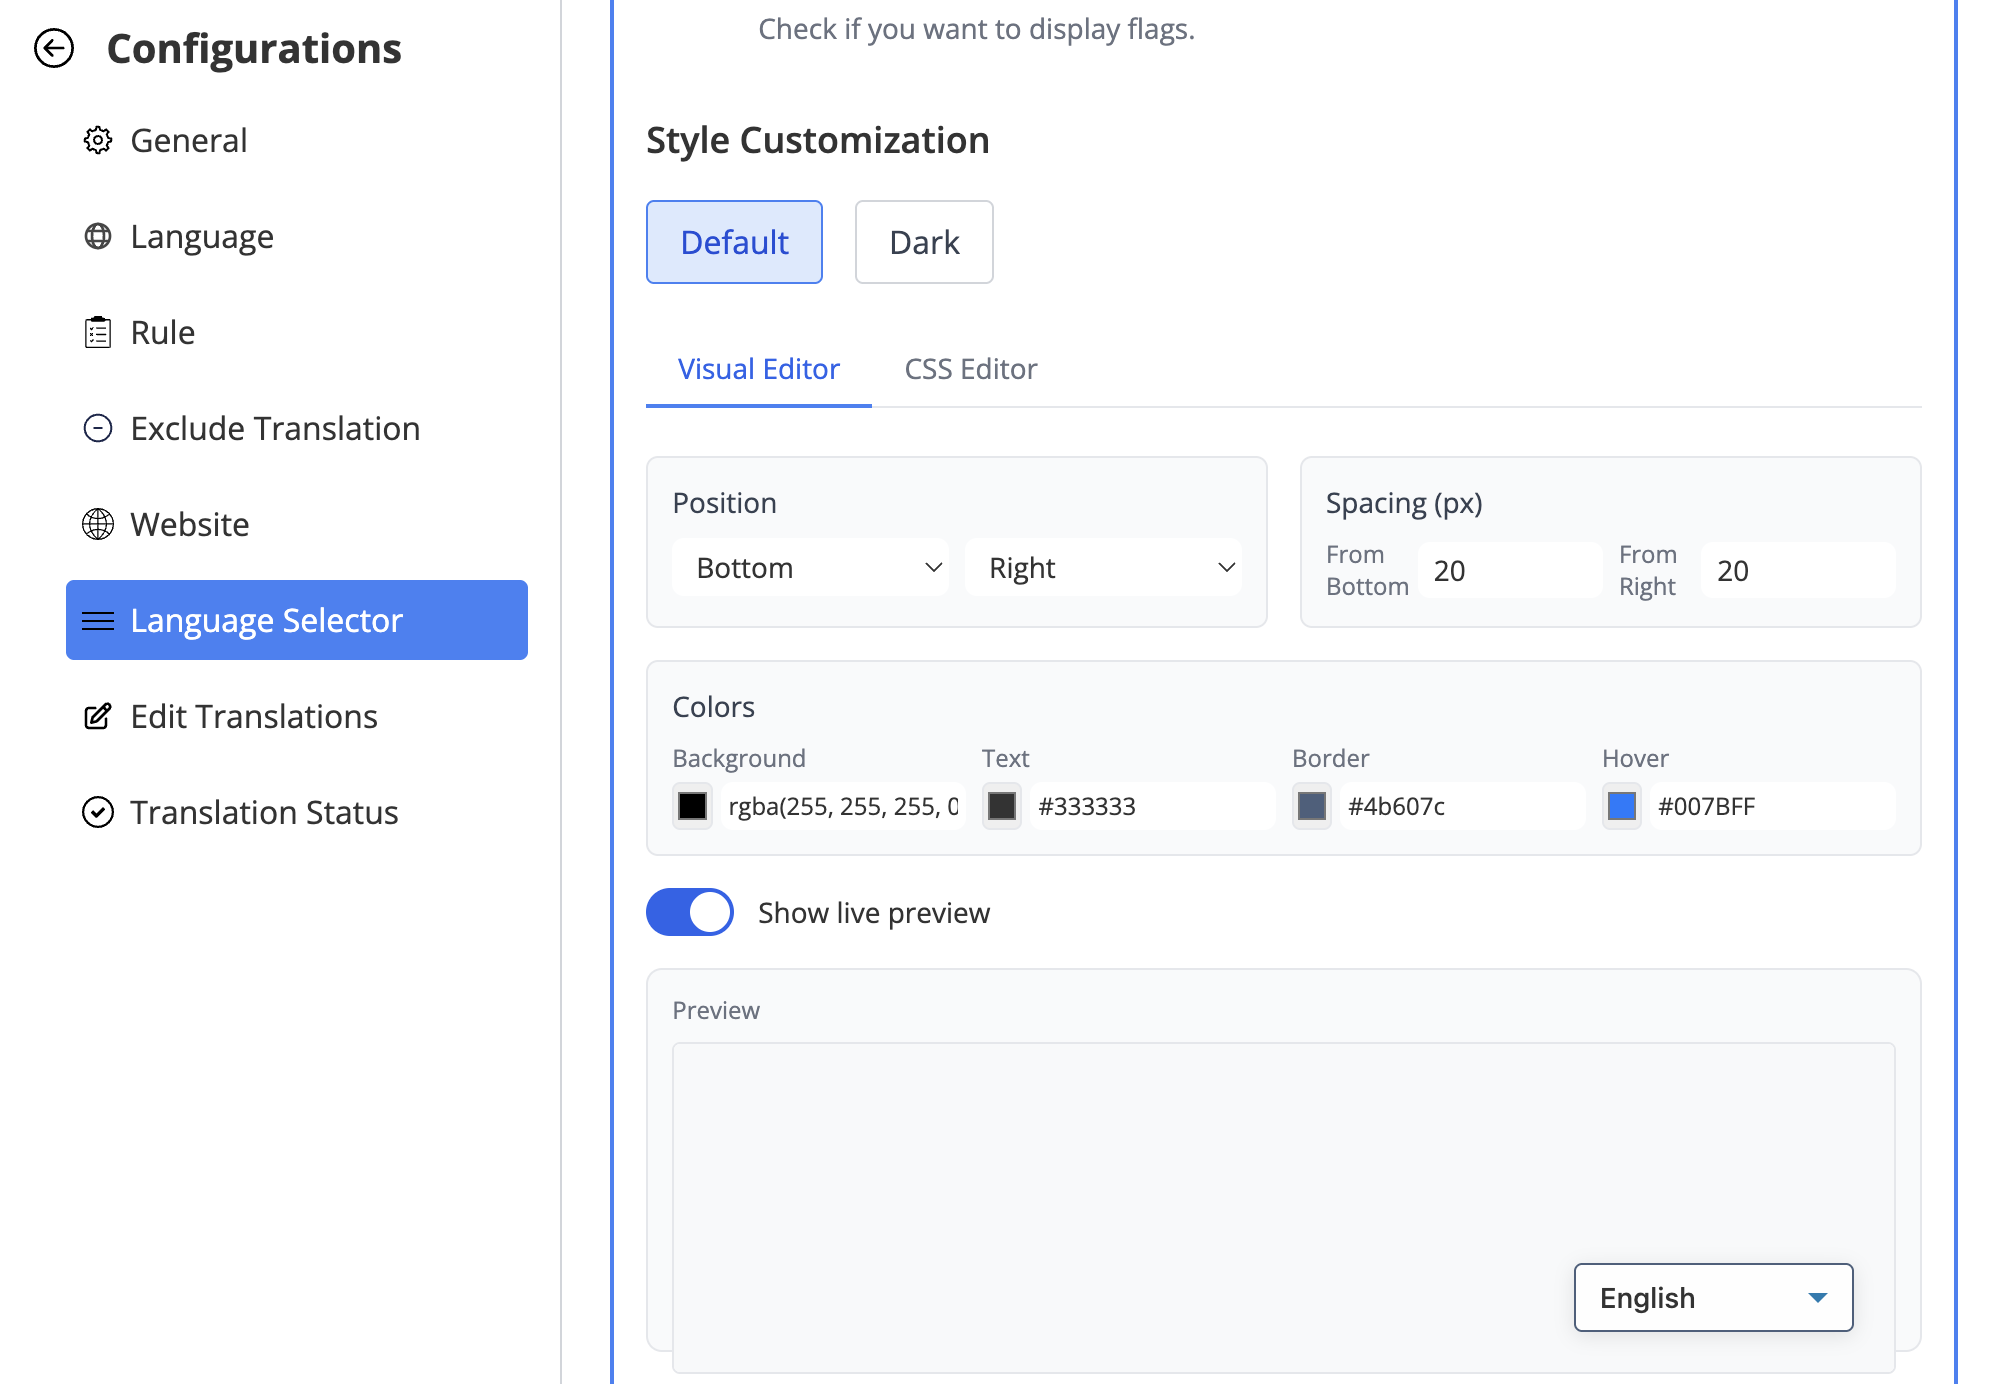 Configurations
General
Language
Rule
Exclude Translation
Website
Language Selector
Edit Translations
Translation Status
Check if you want to display flags.
Style Customization
Default
Dark
Visual Editor
CSS Editor
Position
Bottom
Right
Spacing (px)
From
Bottom
20
From
Right
20
Colors
Background
Text
Border
Hover
rgba(255, 255, 255, 0
#333333
#4b607c
#007BFF
Show live preview
Preview
English